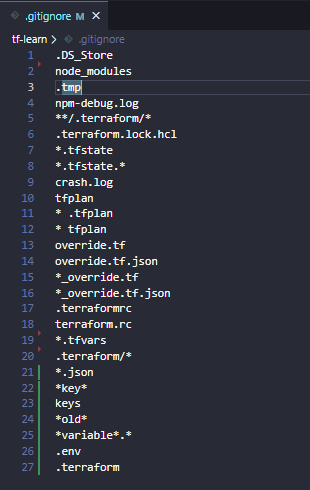 .gitignore M ×
tf-learn > .gitignore
1 .DS_Store
2 node_modules
3 .tmp
4 npm-debug.log
5 **/.terraform/*
6 .terraform.lock.hcl
7 *.tfstate
8 *.tfstate.*
9 crash.log
10 tfplan
11 * .tfplan
12 * tfplan
13 override.tf
14 override.tf.json
15 *_override.tf
16 *_override.tf.json
17 .terraformrc
18 terraform.rc
19 *.tfvars
20 .terraform/*
21 *.json
22 *key*
23 keys
24 *old*
25 *variable*.*
26 .env
27 .terraform